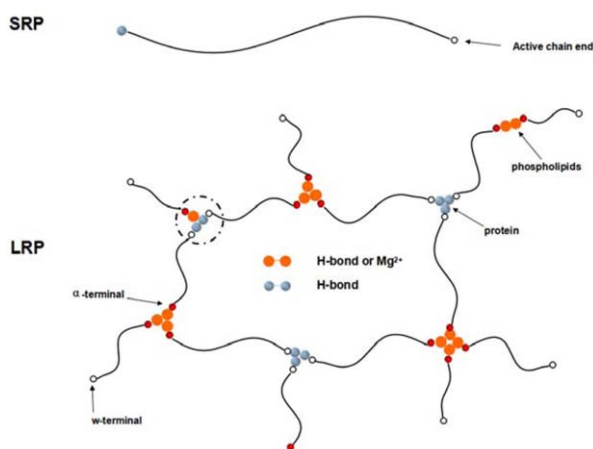 SRP
Active chain end
phospholipids
protein
LRP
H-bond or Mg²⁺
H-bond
α-terminal
w-terminal